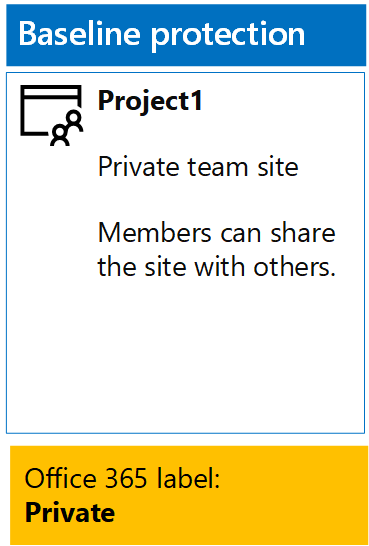 Baseline protection
Project1
Private team site
Members can share
the site with others.
Office 365 label:
Private